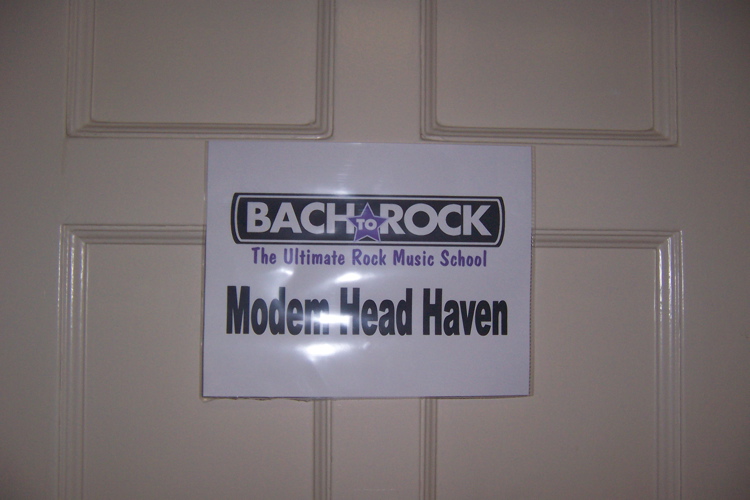 BACH TO ROCK
The Ultimate Rock Music School
Modem Head Haven